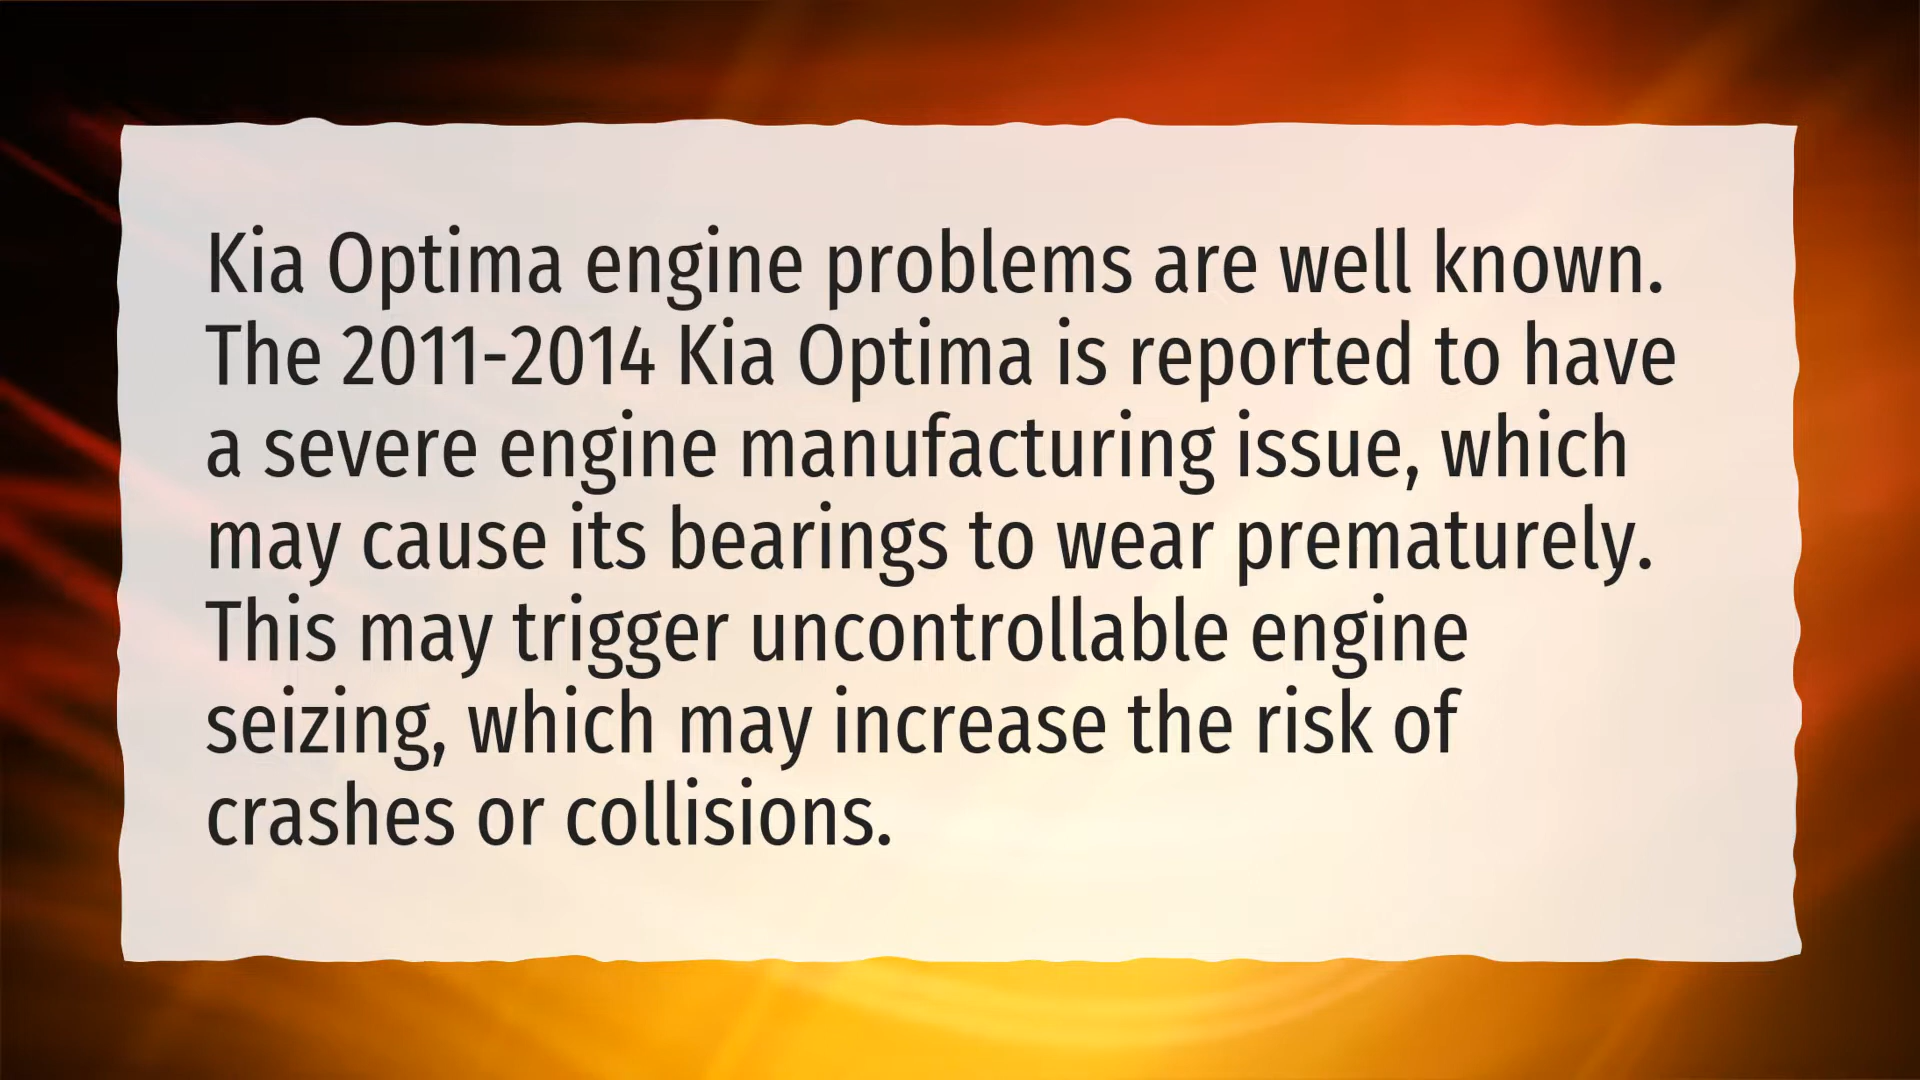 Kia Optima engine problems are well known.
The 2011-2014 Kia Optima is reported to have
a severe engine manufacturing issue, which
may cause its bearings to wear prematurely.
This may trigger uncontrollable engine
seizing, which may increase the risk of
crashes or collisions.